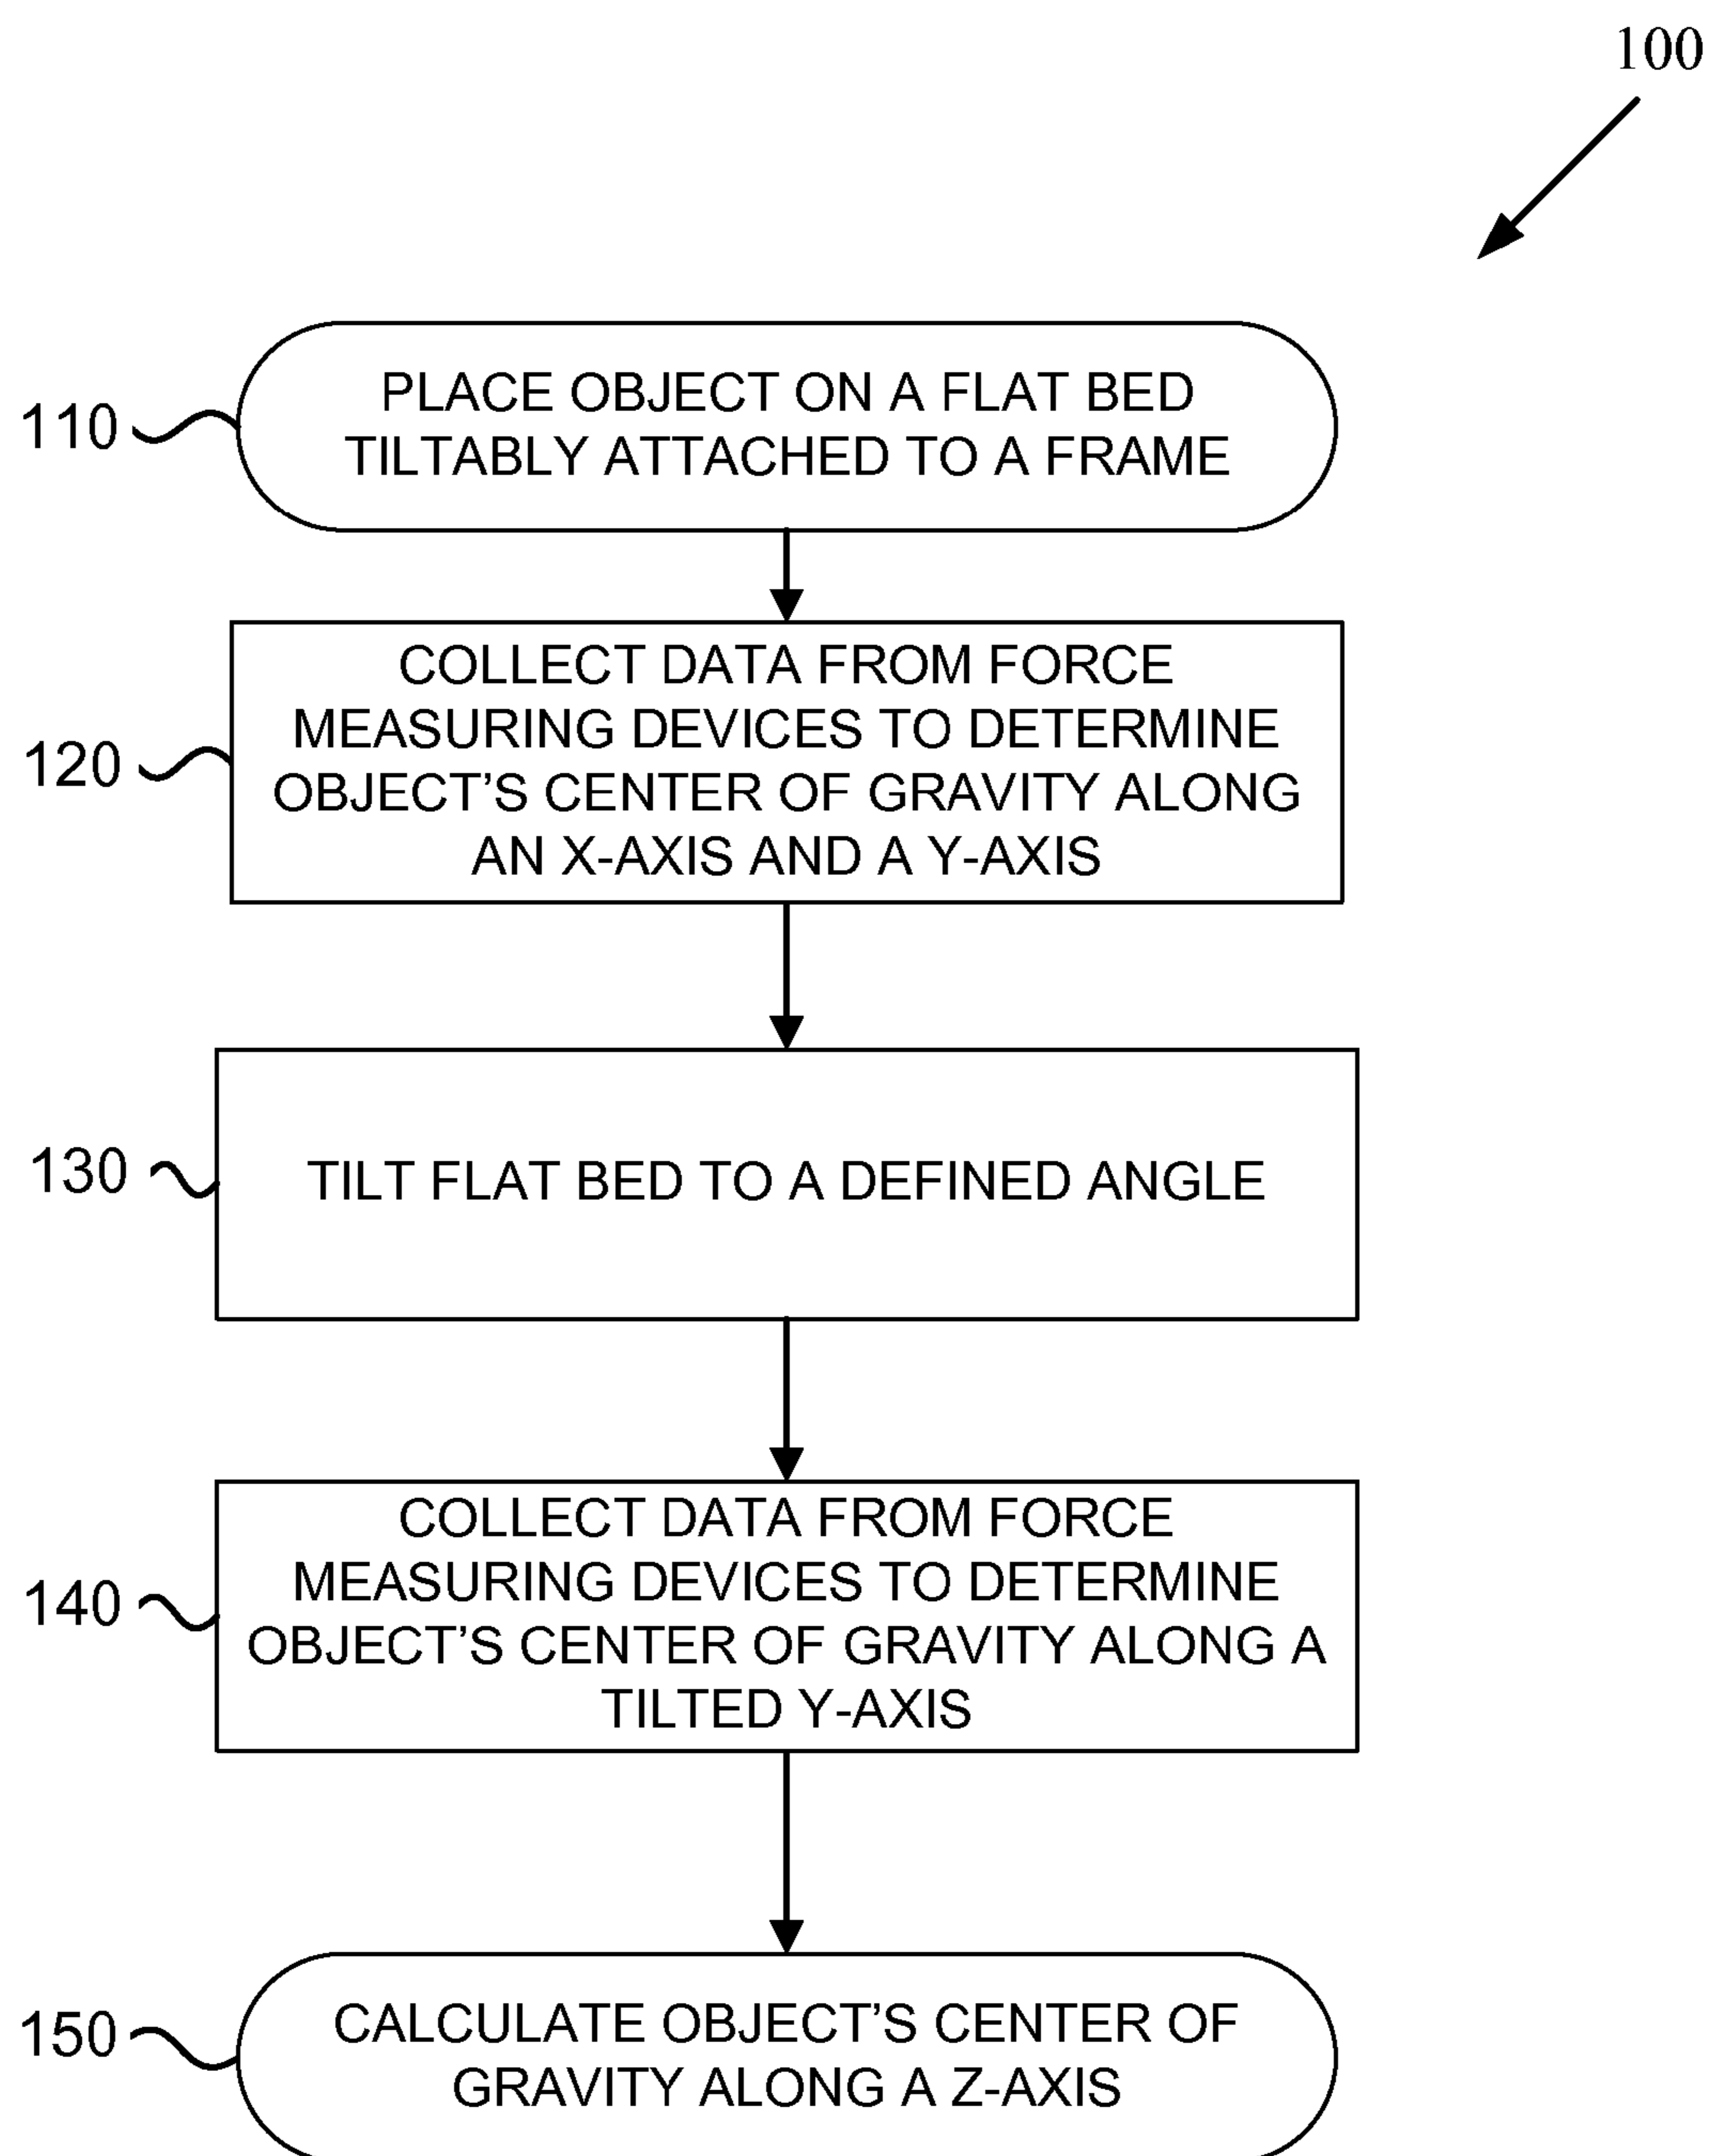 100
PLACE OBJECT ON A FLAT BED
TILTABLY ATTACHED TO A FRAME
110
COLLECT DATA FROM FORCE
MEASURING DEVICES TO DETERMINE
OBJECT'S CENTER OF GRAVITY ALONG
AN X-AXIS AND A Y-AXIS
120
TILT FLAT BED TO A DEFINED ANGLE
130
COLLECT DATA FROM FORCE
MEASURING DEVICES TO DETERMINE
OBJECT'S CENTER OF GRAVITY ALONG A
TILTED Y-AXIS
140
CALCULATE OBJECT'S CENTER OF
GRAVITY ALONG A Z-AXIS
150